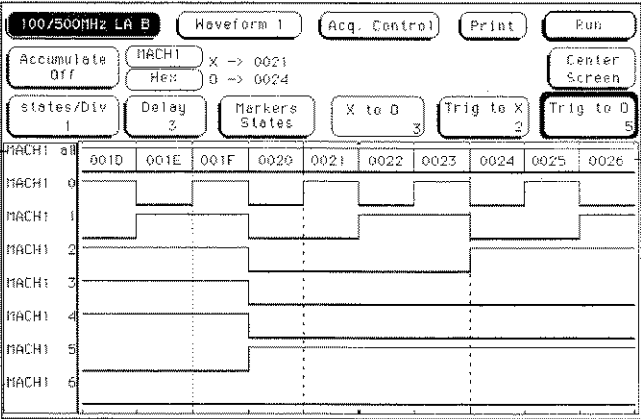 100/500MHz LA B Waveform 1 Acq. Control Print Run
Accumulate Off
MACH1 X -> 0021
Hex O -> 0024
Center Screen
states/Div 1
Delay 3
Markers States
X to O 3
Trig to X 2
Trig to O 5
MACH1 all 001D 001E 001F 0020 0021 0022 0023 0024 0025 0026
MACH1 0
MACH1 1
MACH1 2
MACH1 3
MACH1 4
MACH1 5
MACH1 6